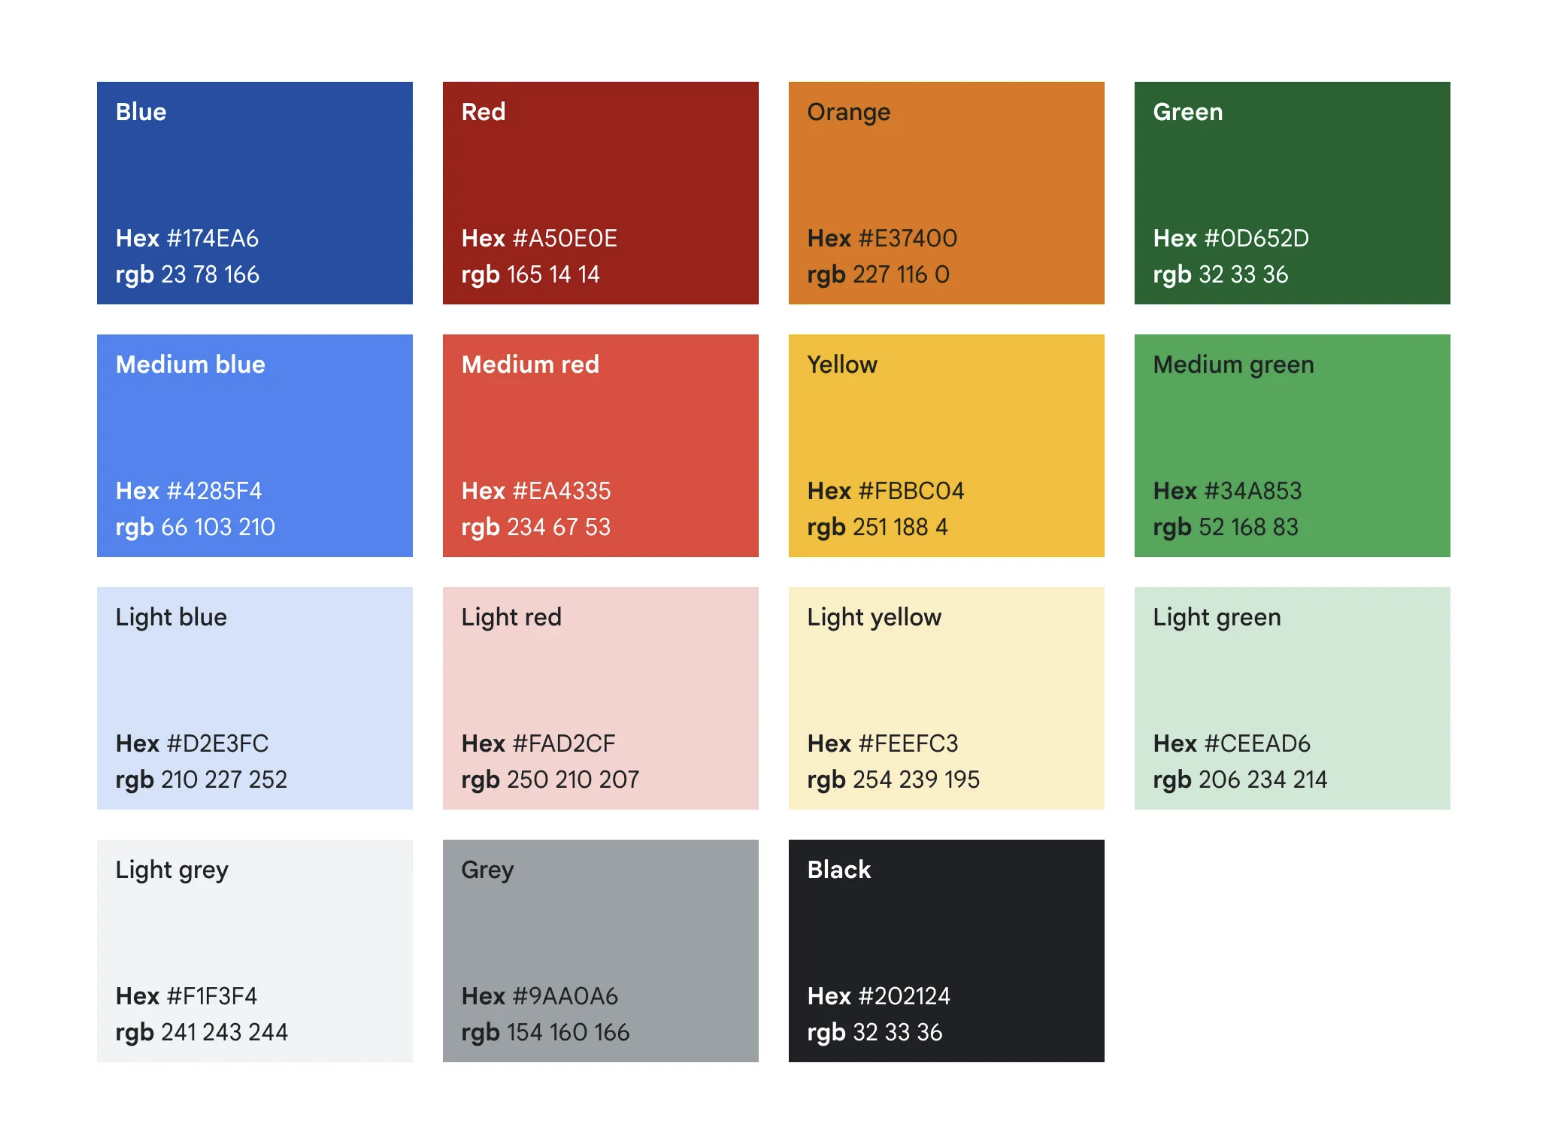 Blue
Hex #174EA6
rgb 23 78 166
Red
Hex #A50E0E
rgb 165 14 14
Orange
Hex #E37400
rgb 227 116 0
Green
Hex #0D652D
rgb 32 33 36
Medium blue
Hex #4285F4
rgb 66 103 210
Medium red
Hex #EA4335
rgb 234 67 53
Yellow
Hex #FBBC04
rgb 251 188 4
Medium green
Hex #34A853
rgb 52 168 83
Light blue
Hex #D2E3FC
rgb 210 227 252
Light red
Hex #FAD2CF
rgb 250 210 207
Light yellow
Hex #FEEFC3
rgb 254 239 195
Light green
Hex #CEEAD6
rgb 206 234 214
Light grey
Hex #F1F3F4
rgb 241 243 244
Grey
Hex #9AA0A6
rgb 154 160 166
Black
Hex #202124
rgb 32 33 36